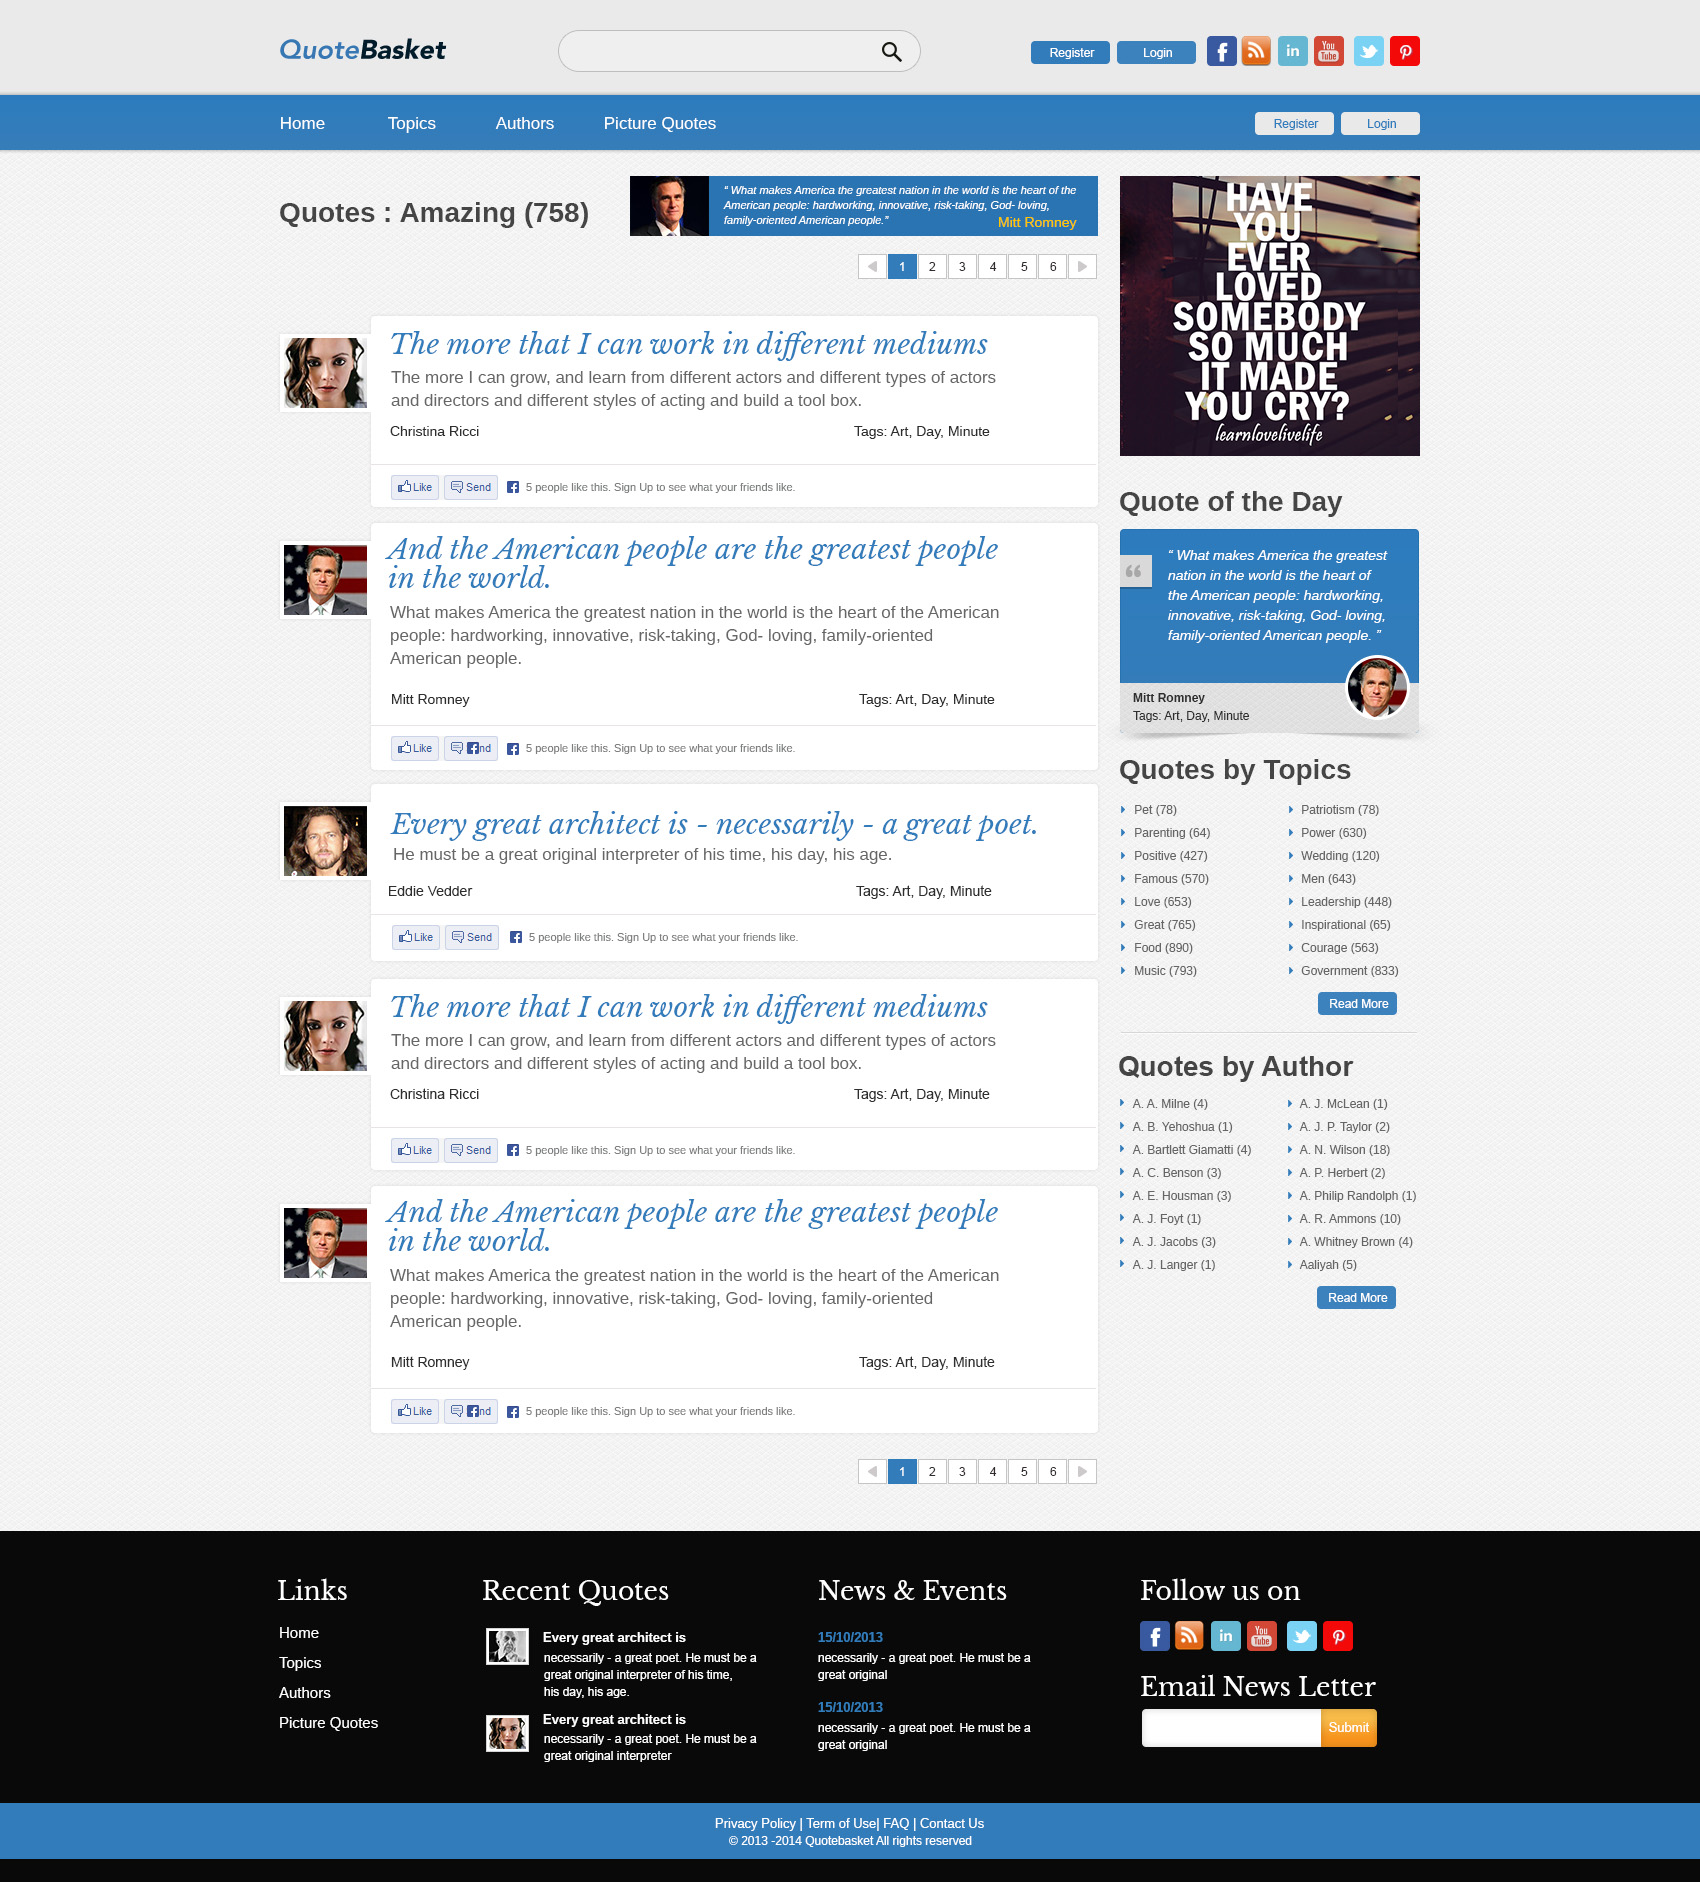 QuoteBasket
Register
Login
in
You
Tube
Home
Topics
Authors
Picture Quotes
Register
Login
Quotes : Amazing (758)
“ What makes America the greatest nation in the world is the heart of the
American people: hardworking, innovative, risk-taking, God- loving,
family-oriented American people.”
Mitt Romney
1 2 3 4 5 6
The more that I can work in different mediums
The more I can grow, and learn from different actors and different types of actors
and directors and different styles of acting and build a tool box.
Christina Ricci
Tags: Art, Day, Minute
Like
Send
5 people like this. Sign Up to see what your friends like.
And the American people are the greatest people
in the world.
What makes America the greatest nation in the world is the heart of the American
people: hardworking, innovative, risk-taking, God- loving, family-oriented
American people.
Mitt Romney
Tags: Art, Day, Minute
Like
nd
5 people like this. Sign Up to see what your friends like.
Every great architect is - necessarily - a great poet.
He must be a great original interpreter of his time, his day, his age.
Eddie Vedder
Tags: Art, Day, Minute
Like
Send
5 people like this. Sign Up to see what your friends like.
The more that I can work in different mediums
The more I can grow, and learn from different actors and different types of actors
and directors and different styles of acting and build a tool box.
Christina Ricci
Tags: Art, Day, Minute
Like
Send
5 people like this. Sign Up to see what your friends like.
And the American people are the greatest people
in the world.
What makes America the greatest nation in the world is the heart of the American
people: hardworking, innovative, risk-taking, God- loving, family-oriented
American people.
Mitt Romney
Tags: Art, Day, Minute
Like
nd
5 people like this. Sign Up to see what your friends like.
1 2 3 4 5 6
HAVE
YOU
EVER
LOVED
SOMEBODY
SO MUCH
IT MADE
YOU CRY?
learnlovelivelife
Quote of the Day
“ What makes America the greatest
nation in the world is the heart of
the American people: hardworking,
innovative, risk-taking, God- loving,
family-oriented American people. ”
Mitt Romney
Tags: Art, Day, Minute
Quotes by Topics
Pet (78)
Parenting (64)
Positive (427)
Famous (570)
Love (653)
Great (765)
Food (890)
Music (793)
Patriotism (78)
Power (630)
Wedding (120)
Men (643)
Leadership (448)
Inspirational (65)
Courage (563)
Government (833)
Read More
Quotes by Author
A. A. Milne (4)
A. B. Yehoshua (1)
A. Bartlett Giamatti (4)
A. C. Benson (3)
A. E. Housman (3)
A. J. Foyt (1)
A. J. Jacobs (3)
A. J. Langer (1)
A. J. McLean (1)
A. J. P. Taylor (2)
A. N. Wilson (18)
A. P. Herbert (2)
A. Philip Randolph (1)
A. R. Ammons (10)
A. Whitney Brown (4)
Aaliyah (5)
Read More
Links
Home
Topics
Authors
Picture Quotes
Recent Quotes
Every great architect is
necessarily - a great poet. He must be a
great original interpreter of his time,
his day, his age.
Every great architect is
necessarily - a great poet. He must be a
great original interpreter
News & Events
15/10/2013
necessarily - a great poet. He must be a
great original
15/10/2013
necessarily - a great poet. He must be a
great original
Follow us on
in
You
Tube
Email News Letter
Submit
Privacy Policy | Term of Use| FAQ | Contact Us
© 2013 -2014 Quotebasket All rights reserved